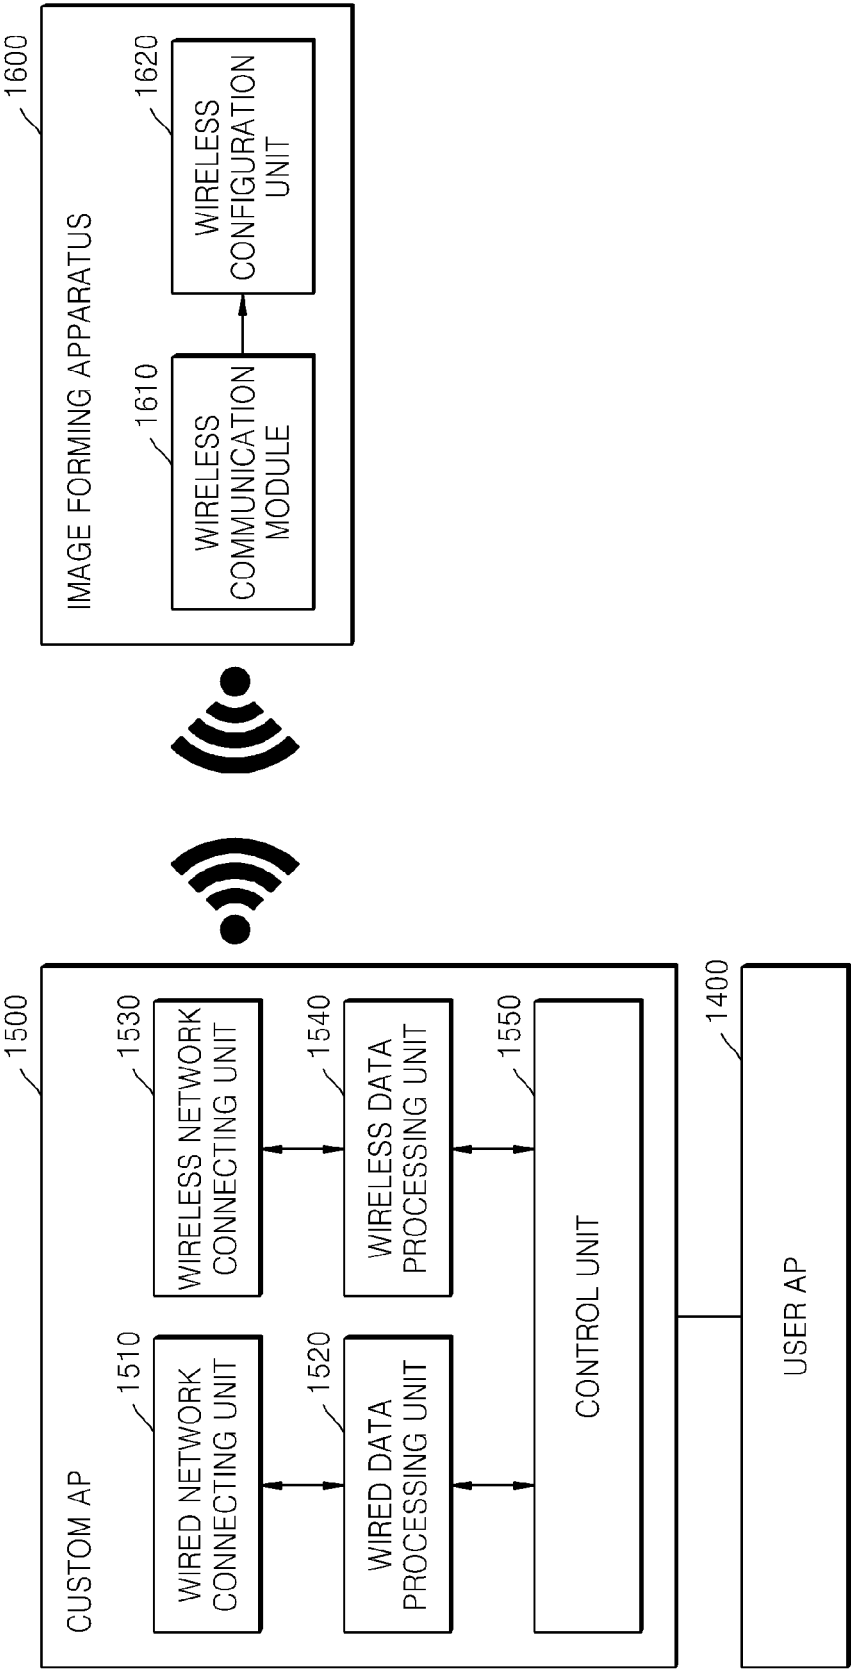 CUSTOM AP
1500
1510
WIRED NETWORK
CONNECTING UNIT
1530
WIRELESS NETWORK
CONNECTING UNIT
1520
WIRED DATA
PROCESSING UNIT
1540
WIRELESS DATA
PROCESSING UNIT
1550
CONTROL UNIT
1400
USER AP
1600
IMAGE FORMING APPARATUS
1610
WIRELESS
COMMUNICATION
MODULE
1620
WIRELESS
CONFIGURATION
UNIT